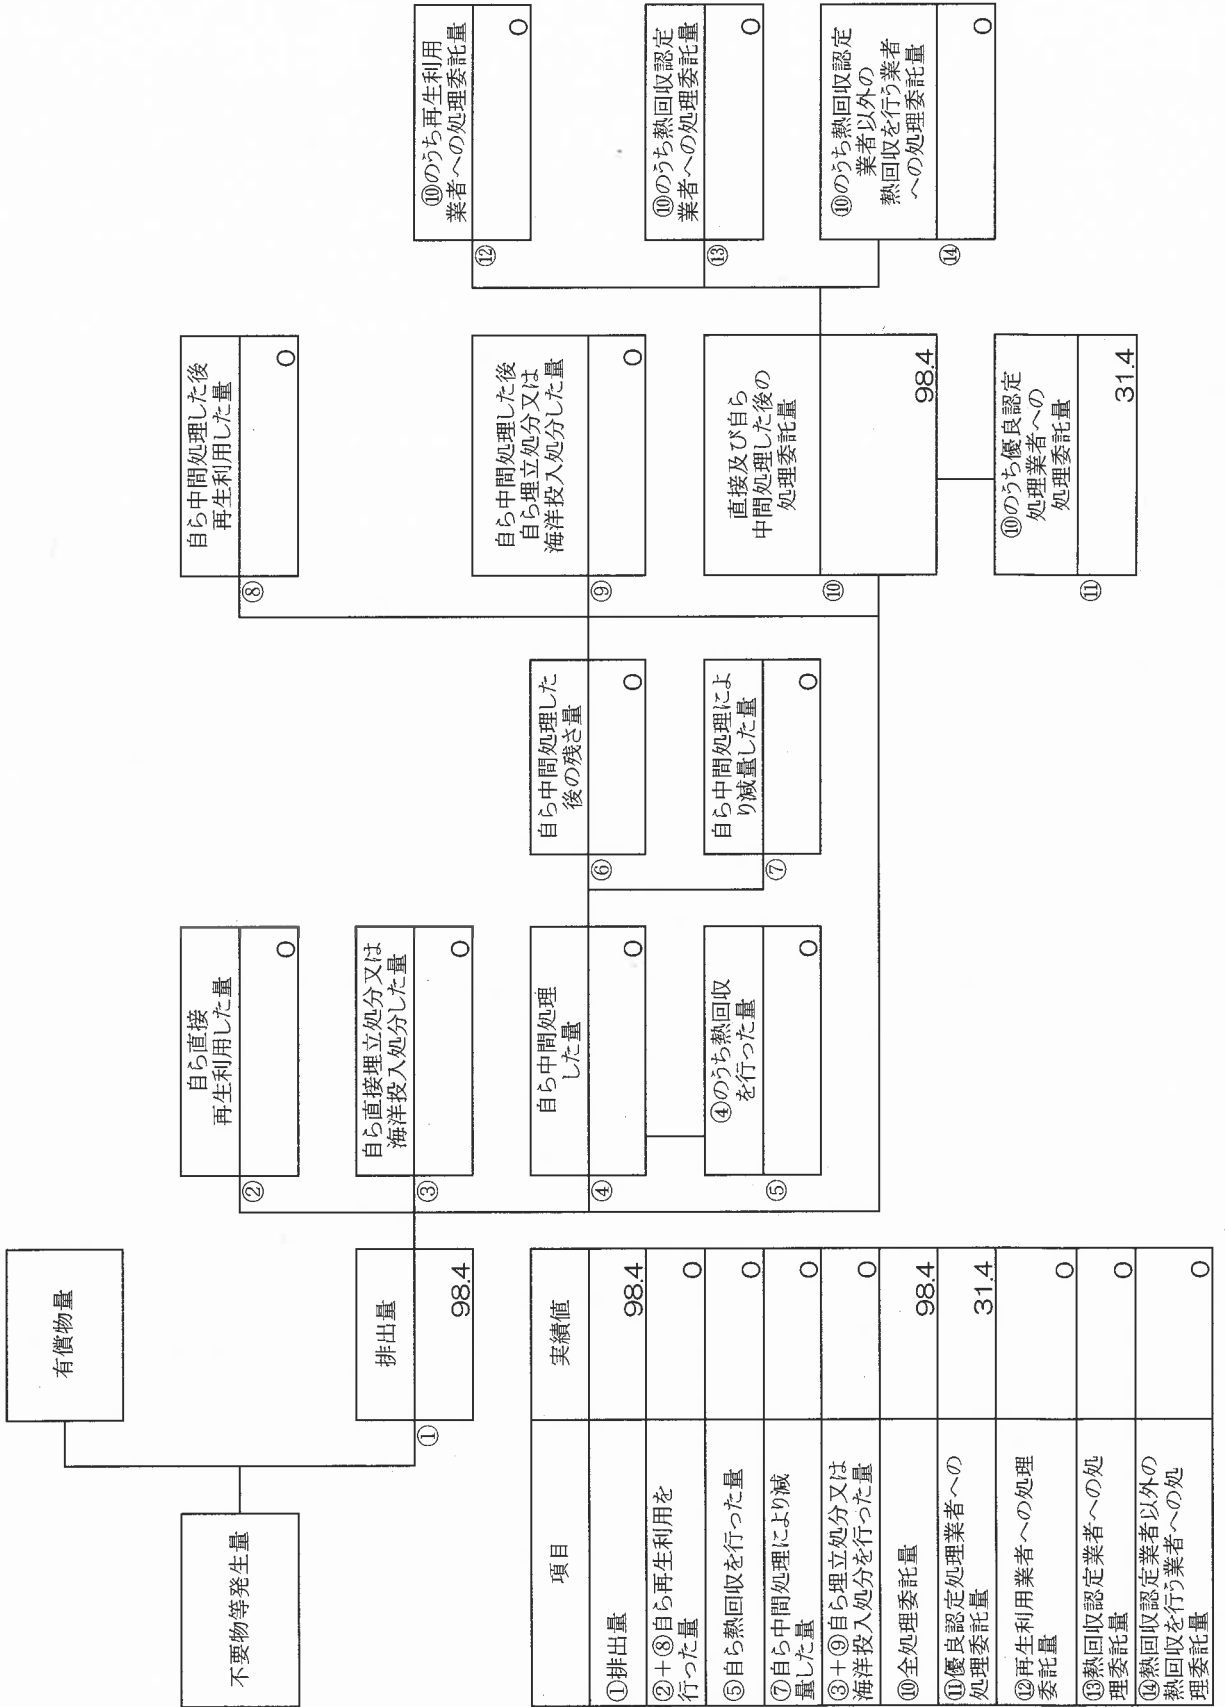 不要物等発生量
有償物量
①
排出量
98.4
②
自ら直接
再生利用した量
0
③
自ら直接埋立処分又は
海洋投入処分した量
0
④
自ら中間処理
した量
0
⑤
④のうち熱回収
を行った量
0
⑥
自ら中間処理した
後の残さ量
0
⑦
自ら中間処理によ
り減量した量
0
⑧
自ら中間処理した後
再生利用した量
0
⑨
自ら中間処理した後
自ら埋立処分又は
海洋投入処分した量
0
⑩
直接及び自ら
中間処理した後の
処理委託量
98.4
⑪
⑩のうち優良認定
処理業者への
処理委託量
31.4
⑫
⑩のうち再生利用
業者への処理委託量
0
⑬
⑩のうち熱回収認定
業者への処理委託量
0
⑭
⑩のうち熱回収認定
業者以外の
熱回収を行う業者
への処理委託量
0
項目 実績値
①排出量 98.4
②+⑧自ら再生利用を
行った量 0
⑤自ら熱回収を行った量 0
⑦自ら中間処理により減
量した量 0
③+⑨自ら埋立処分又は
海洋投入処分を行った量 0
⑩全処理委託量 98.4
⑪優良認定処理業者への
処理委託量 31.4
⑫再生利用業者への処理
委託量 0
⑬熱回収認定業者への処
理委託量 0
⑭熱回収認定業者以外の
熱回収を行う業者への処
理委託量 0